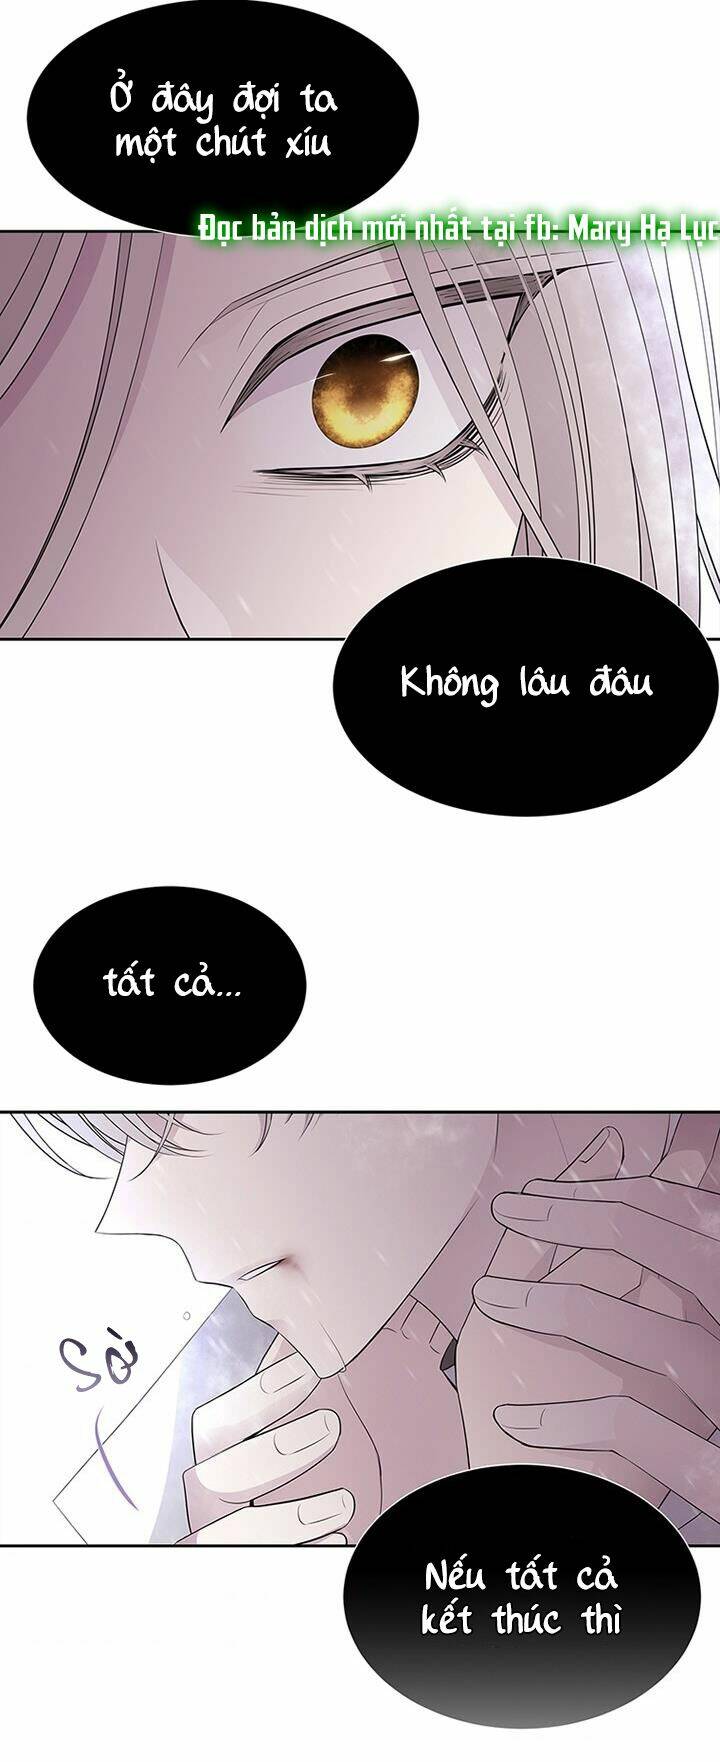 Ở đây đợi ta
một chút xíu
Đọc bản dịch mới nhất tại fb: Mary Hạ Lục
Không lâu đâu
tất cả...
Sờ
Nếu tất cả
kết thúc thì